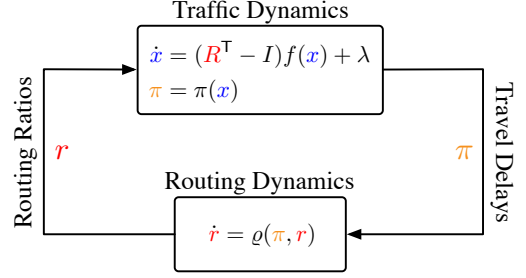 Traffic Dynamics
ẋ = (Rᵀ − I)f(x) + λ
π = π(x)
Routing Ratios
r
π
Travel Delays
Routing Dynamics
ṙ = ϱ(π, r)